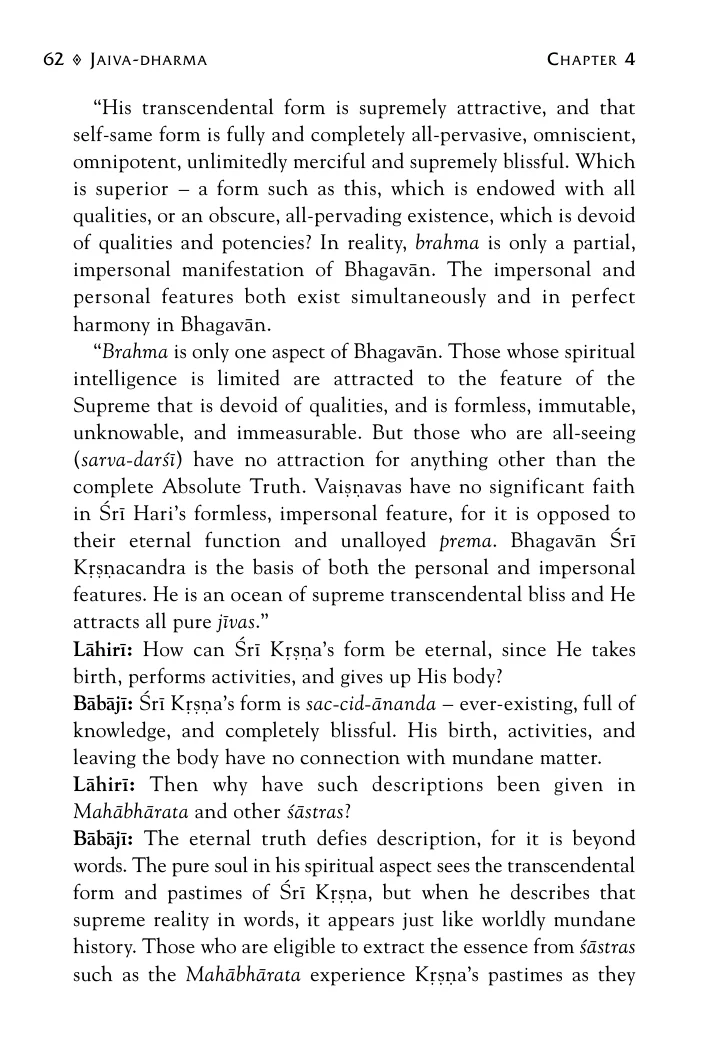 62 ⟡ JAIVA-DHARMA CHAPTER 4
“His transcendental form is supremely attractive, and that
self-same form is fully and completely all-pervasive, omniscient,
omnipotent, unlimitedly merciful and supremely blissful. Which
is superior – a form such as this, which is endowed with all
qualities, or an obscure, all-pervading existence, which is devoid
of qualities and potencies? In reality, brahma is only a partial,
impersonal manifestation of Bhagavān. The impersonal and
personal features both exist simultaneously and in perfect
harmony in Bhagavān.
“Brahma is only one aspect of Bhagavān. Those whose spiritual
intelligence is limited are attracted to the feature of the
Supreme that is devoid of qualities, and is formless, immutable,
unknowable, and immeasurable. But those who are all-seeing
(sarva-darśī) have no attraction for anything other than the
complete Absolute Truth. Vaiṣṇavas have no significant faith
in Śrī Hari’s formless, impersonal feature, for it is opposed to
their eternal function and unalloyed prema. Bhagavān Śrī
Kṛṣṇacandra is the basis of both the personal and impersonal
features. He is an ocean of supreme transcendental bliss and He
attracts all pure jīvas.”
Lāhirī: How can Śrī Kṛṣṇa’s form be eternal, since He takes
birth, performs activities, and gives up His body?
Bābājī: Śrī Kṛṣṇa’s form is sac-cid-ānanda – ever-existing, full of
knowledge, and completely blissful. His birth, activities, and
leaving the body have no connection with mundane matter.
Lāhirī: Then why have such descriptions been given in
Mahābhārata and other śāstras?
Bābājī: The eternal truth defies description, for it is beyond
words. The pure soul in his spiritual aspect sees the transcendental
form and pastimes of Śrī Kṛṣṇa, but when he describes that
supreme reality in words, it appears just like worldly mundane
history. Those who are eligible to extract the essence from śāstras
such as the Mahābhārata experience Kṛṣṇa’s pastimes as they